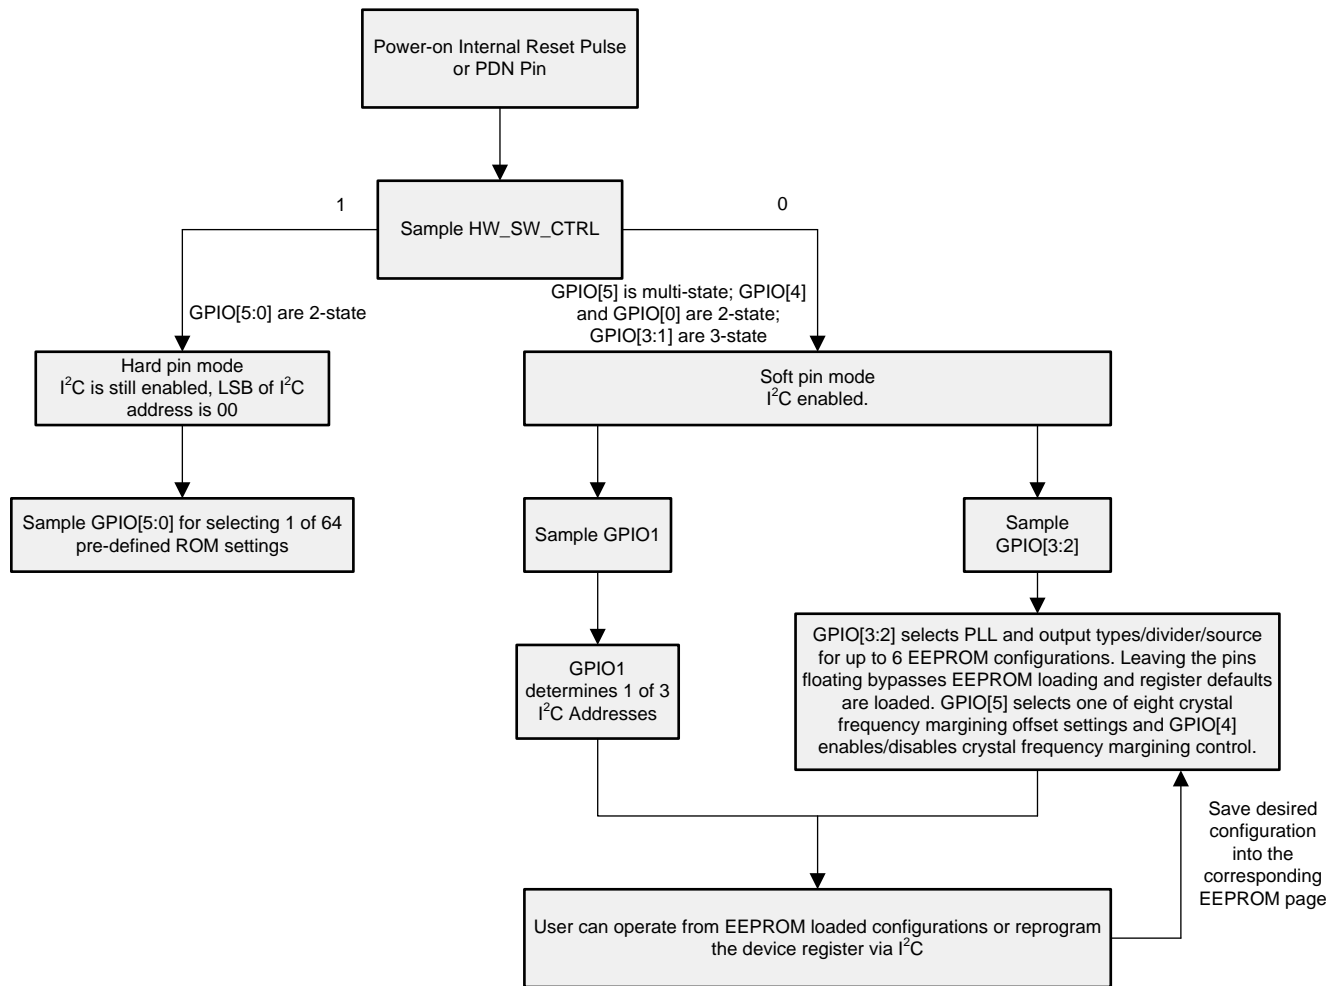 Power-on Internal Reset Pulse
or PDN Pin
1
0
Sample HW_SW_CTRL
GPIO[5:0] are 2-state
GPIO[5] is multi-state; GPIO[4]
and GPIO[0] are 2-state;
GPIO[3:1] are 3-state
Hard pin mode
I²C is still enabled, LSB of I²C
address is 00
Soft pin mode
I²C enabled.
Sample GPIO[5:0] for selecting 1 of 64
pre-defined ROM settings
Sample GPIO1
Sample
GPIO[3:2]
GPIO1
determines 1 of 3
I²C Addresses
GPIO[3:2] selects PLL and output types/divider/source
for up to 6 EEPROM configurations. Leaving the pins
floating bypasses EEPROM loading and register defaults
are loaded. GPIO[5] selects one of eight crystal
frequency margining offset settings and GPIO[4]
enables/disables crystal frequency margining control.
Save desired
configuration
into the
corresponding
EEPROM page
User can operate from EEPROM loaded configurations or reprogram
the device register via I²C